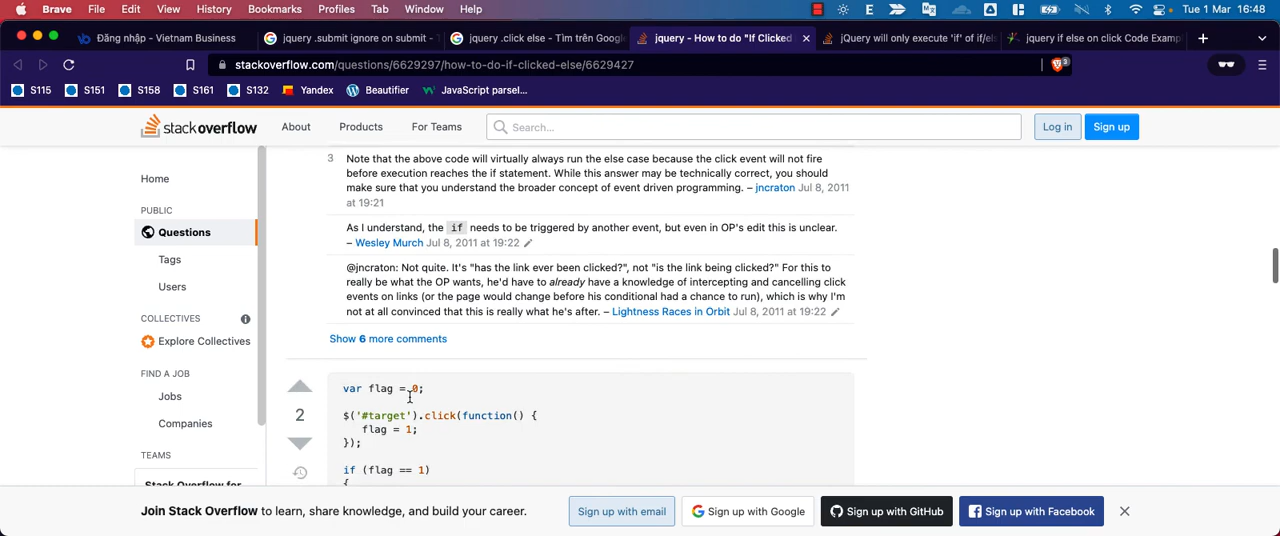 Brave File Edit View History Bookmarks Profiles Tab Window Help Tue 1 Mar 16:48
Đăng nhập - Vietnam Business
jquery .submit ignore on submit - T
jquery .click else - Tìm trên Google
jquery - How to do "If Clicked
jQuery will only execute 'if' of if/els
jquery if else on click Code Examp
stackoverflow.com/questions/6629297/how-to-do-if-clicked-else/6629427
3
S115 S151 S158 S161 S132 Yandex Beautifier JavaScript parsel...
stackoverflow About Products For Teams Search... Log in Sign up
Home
PUBLIC
Questions
Tags
Users
COLLECTIVES
Explore Collectives
FIND A JOB
Jobs
Companies
TEAMS
Stack Overflow for
3 Note that the above code will virtually always run the else case because the click event will not fire
before execution reaches the if statement. While this answer may be technically correct, you should
make sure that you understand the broader concept of event driven programming. – jncraton Jul 8, 2011
at 19:21
As I understand, the if needs to be triggered by another event, but even in OP's edit this is unclear.
– Wesley Murch Jul 8, 2011 at 19:22
@jncraton: Not quite. It's "has the link ever been clicked?", not "is the link being clicked?" For this to
really be what the OP wants, he'd have to already have a knowledge of intercepting and cancelling click
events on links (or the page would change before his conditional had a chance to run), which is why I'm
not at all convinced that this is really what he's after. – Lightness Races in Orbit Jul 8, 2011 at 19:22
Show 6 more comments
2
var flag = 0;
$('#target').click(function() {
flag = 1;
});
if (flag == 1)
{
Join Stack Overflow to learn, share knowledge, and build your career.
Sign up with email
Sign up with Google
Sign up with GitHub
Sign up with Facebook